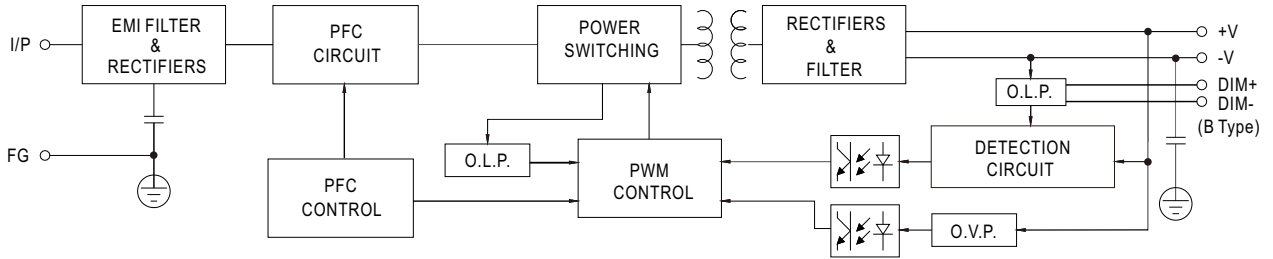 I/P
EMI FILTER
&
RECTIFIERS
PFC
CIRCUIT
POWER
SWITCHING
RECTIFIERS
&
FILTER
+V
-V
DIM+
DIM-
(B Type)
O.L.P.
FG
PFC
CONTROL
O.L.P.
PWM
CONTROL
DETECTION
CIRCUIT
O.V.P.